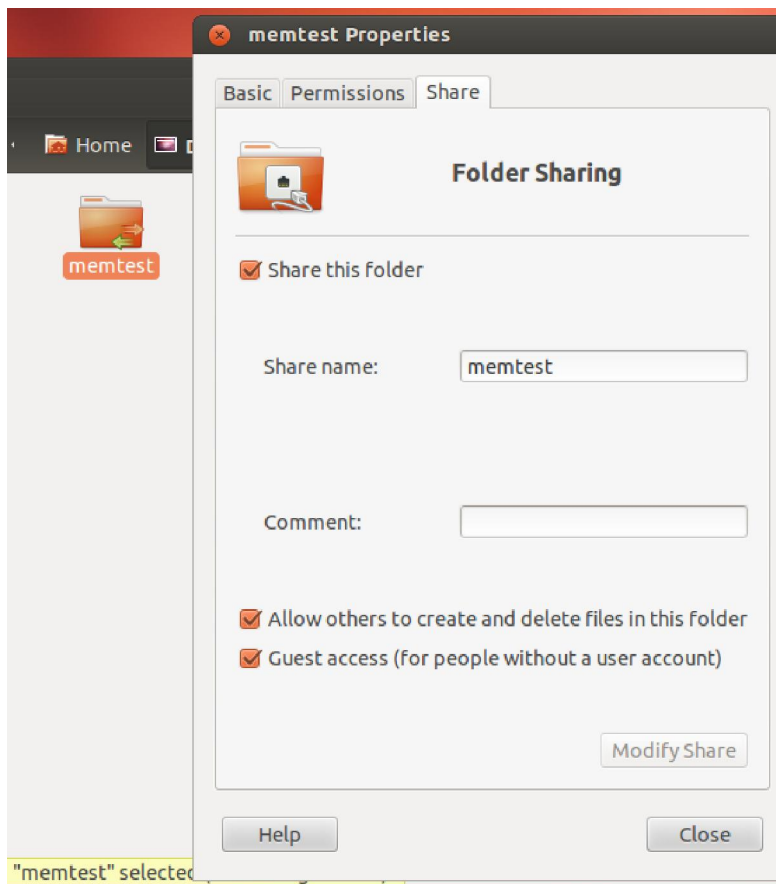 memtest Properties
Basic Permissions Share
Home
memtest
Folder Sharing
Share this folder
Share name: memtest
Comment:
Allow others to create and delete files in this folder
Guest access (for people without a user account)
Modify Share
Help Close
"memtest" selected